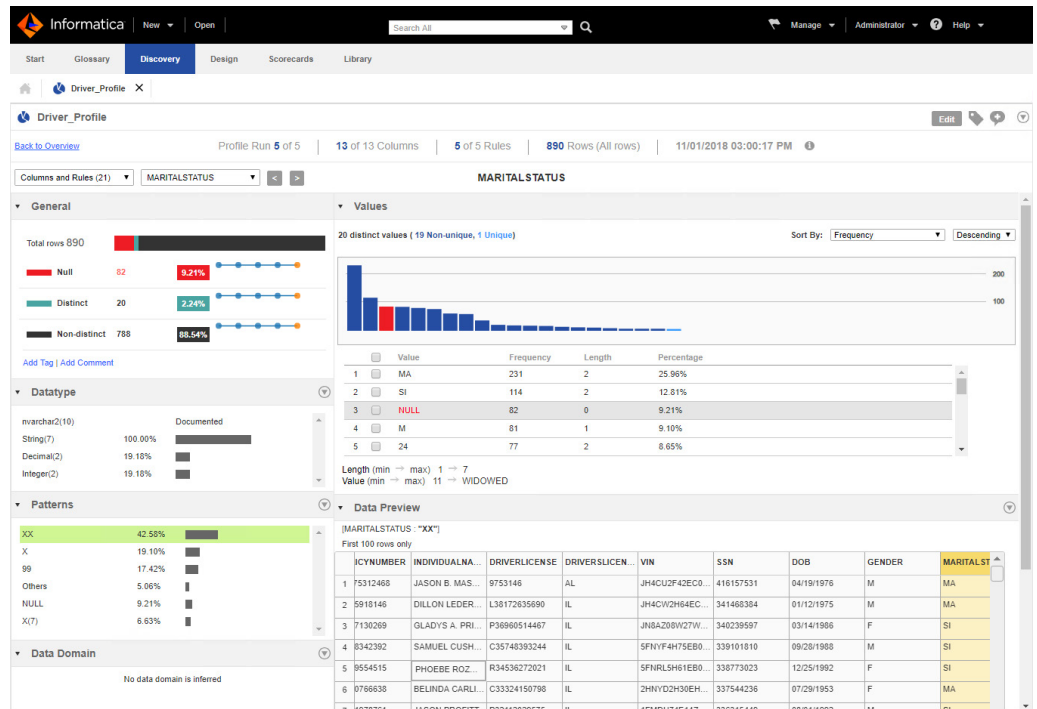 Informatica New Open Search All Manage Administrator ? Help
Start Glossary Discovery Design Scorecards Library
Driver_Profile X
Driver_Profile Edit
Back to Overview Profile Run 5 of 5 13 of 13 Columns 5 of 5 Rules 890 Rows (All rows) 11/01/2018 03:00:17 PM
Columns and Rules (21) MARITALSTATUS < > MARITALSTATUS
General
Total rows 890
Null 82 9.21%
Distinct 20 2.24%
Non-distinct 788 88.54%
Add Tag | Add Comment
Datatype
nvarchar2(10) Documented
String(7) 100.00%
Decimal(2) 19.18%
Integer(2) 19.18%
Patterns
XX 42.58%
X 19.10%
99 17.42%
Others 5.06%
NULL 9.21%
X(7) 6.63%
Data Domain
No data domain is inferred
Values
20 distinct values ( 19 Non-unique, 1 Unique) Sort By: Frequency Descending
200
100
Value Frequency Length Percentage
1 MA 231 2 25.96%
2 SI 114 2 12.81%
3 NULL 82 0 9.21%
4 M 81 1 9.10%
5 24 77 2 8.65%
Length (min → max) 1 → 7
Value (min → max) 11 → WIDOWED
Data Preview
[MARITALSTATUS : "XX"]
First 100 rows only
ICYNUMBER INDIVIDUALNA... DRIVERLICENSE DRIVERSLICEN... VIN SSN DOB GENDER MARITALST
1 75312468 JASON B. MAS... 9753146 AL JH4CU2F42EC0... 416157531 04/19/1976 M MA
2 5918146 DILLON LEDER... L38172635690 IL JH4CW2H64EC... 341468384 01/12/1975 M MA
3 7130269 GLADYS A. PRI... P36960514467 IL JN8AZ08W27W... 340239597 03/14/1986 F SI
4 8342392 SAMUEL CUSH... C35748393244 IL 5FNYF4H75EB0... 339101810 09/28/1988 M SI
5 9554515 PHOEBE ROZ... R34536272021 IL 5FNRL5H61EB0... 338773023 12/25/1992 F SI
6 0766638 BELINDA CARLI... C33324150798 IL 2HNYD2H30EH... 337544236 07/29/1953 F MA